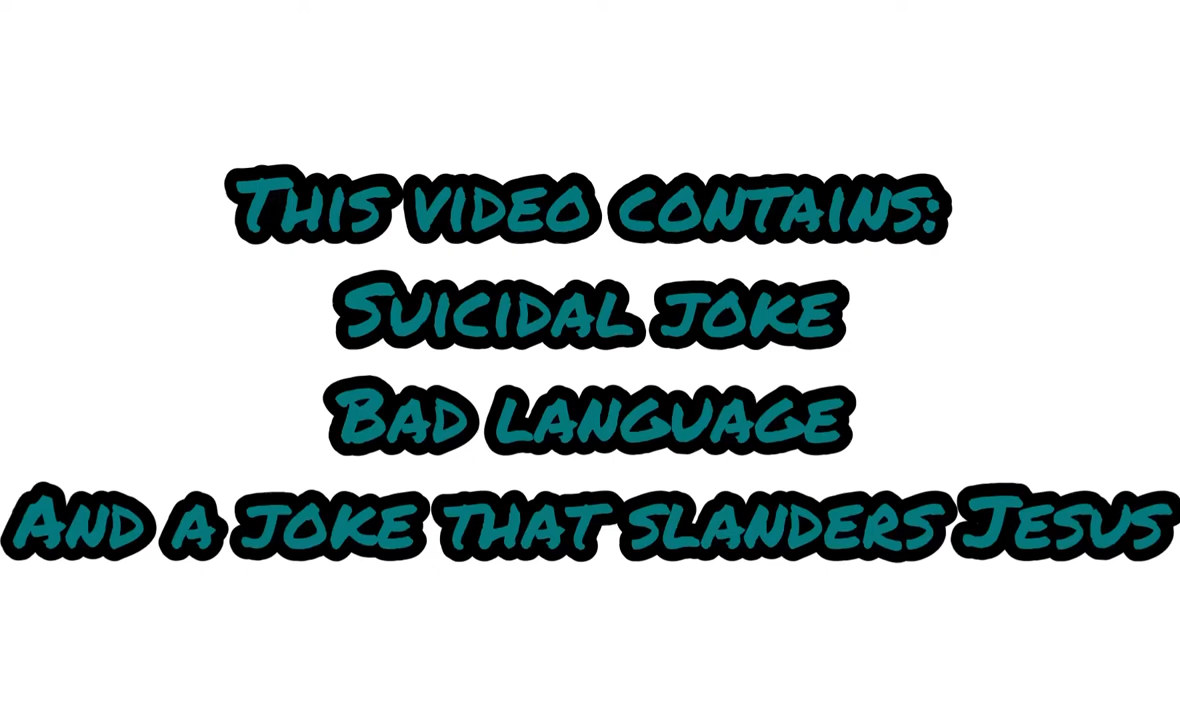 This video contains:
Suicidal joke
Bad language
And a joke that slanders Jesus